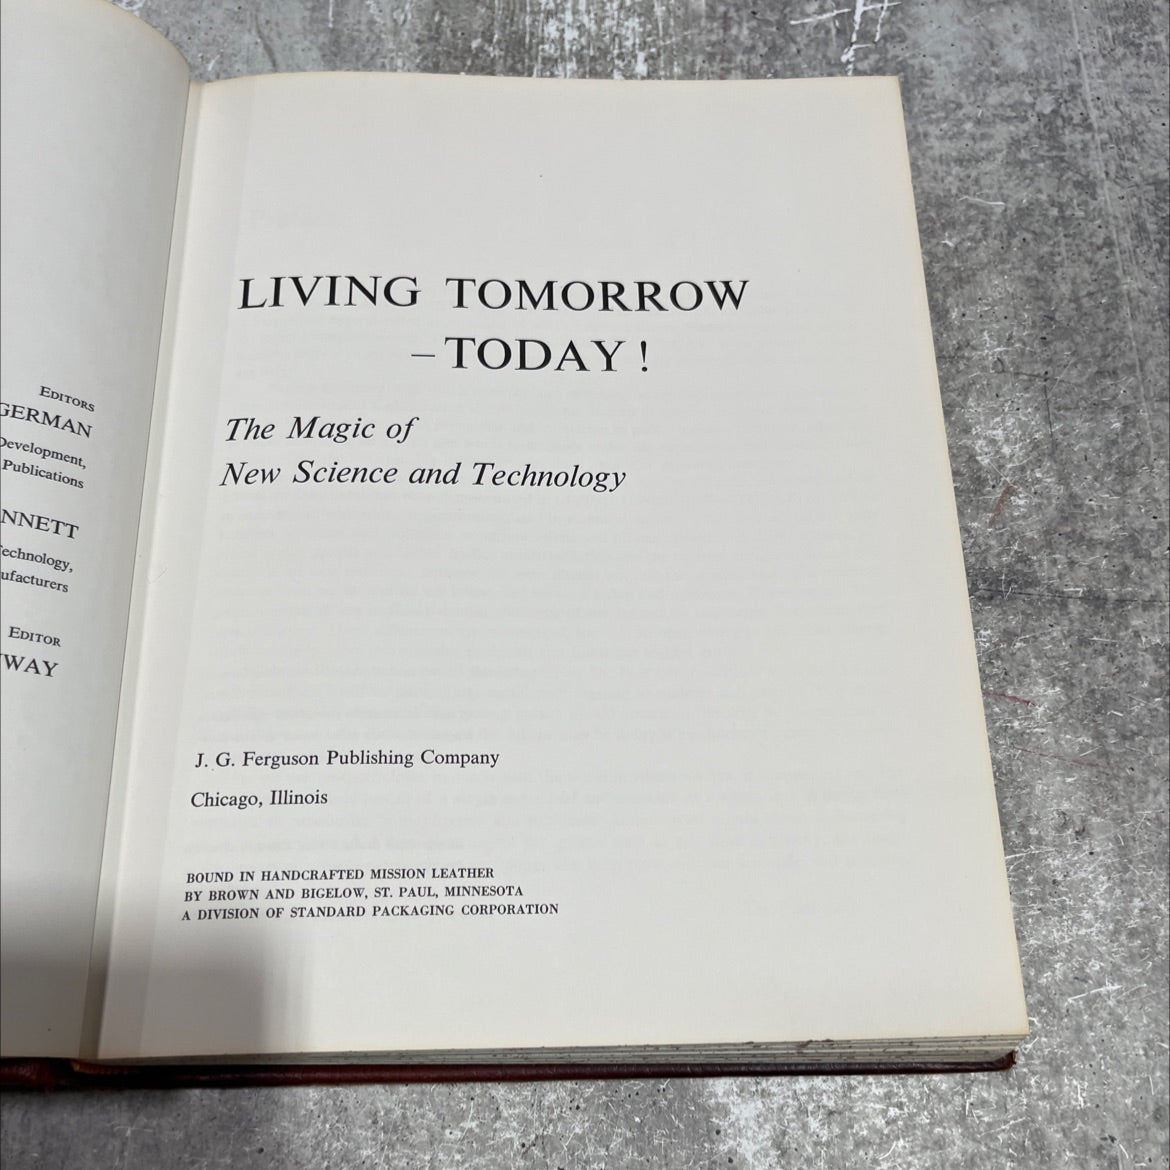 EDITORS
GERMAN
Development,
Publications
NNETT
echnology,
ufacturers
EDITOR
WAY
LIVING TOMORROW
– TODAY !
The Magic of
New Science and Technology
J. G. Ferguson Publishing Company
Chicago, Illinois
BOUND IN HANDCRAFTED MISSION LEATHER
BY BROWN AND BIGELOW, ST. PAUL, MINNESOTA
A DIVISION OF STANDARD PACKAGING CORPORATION